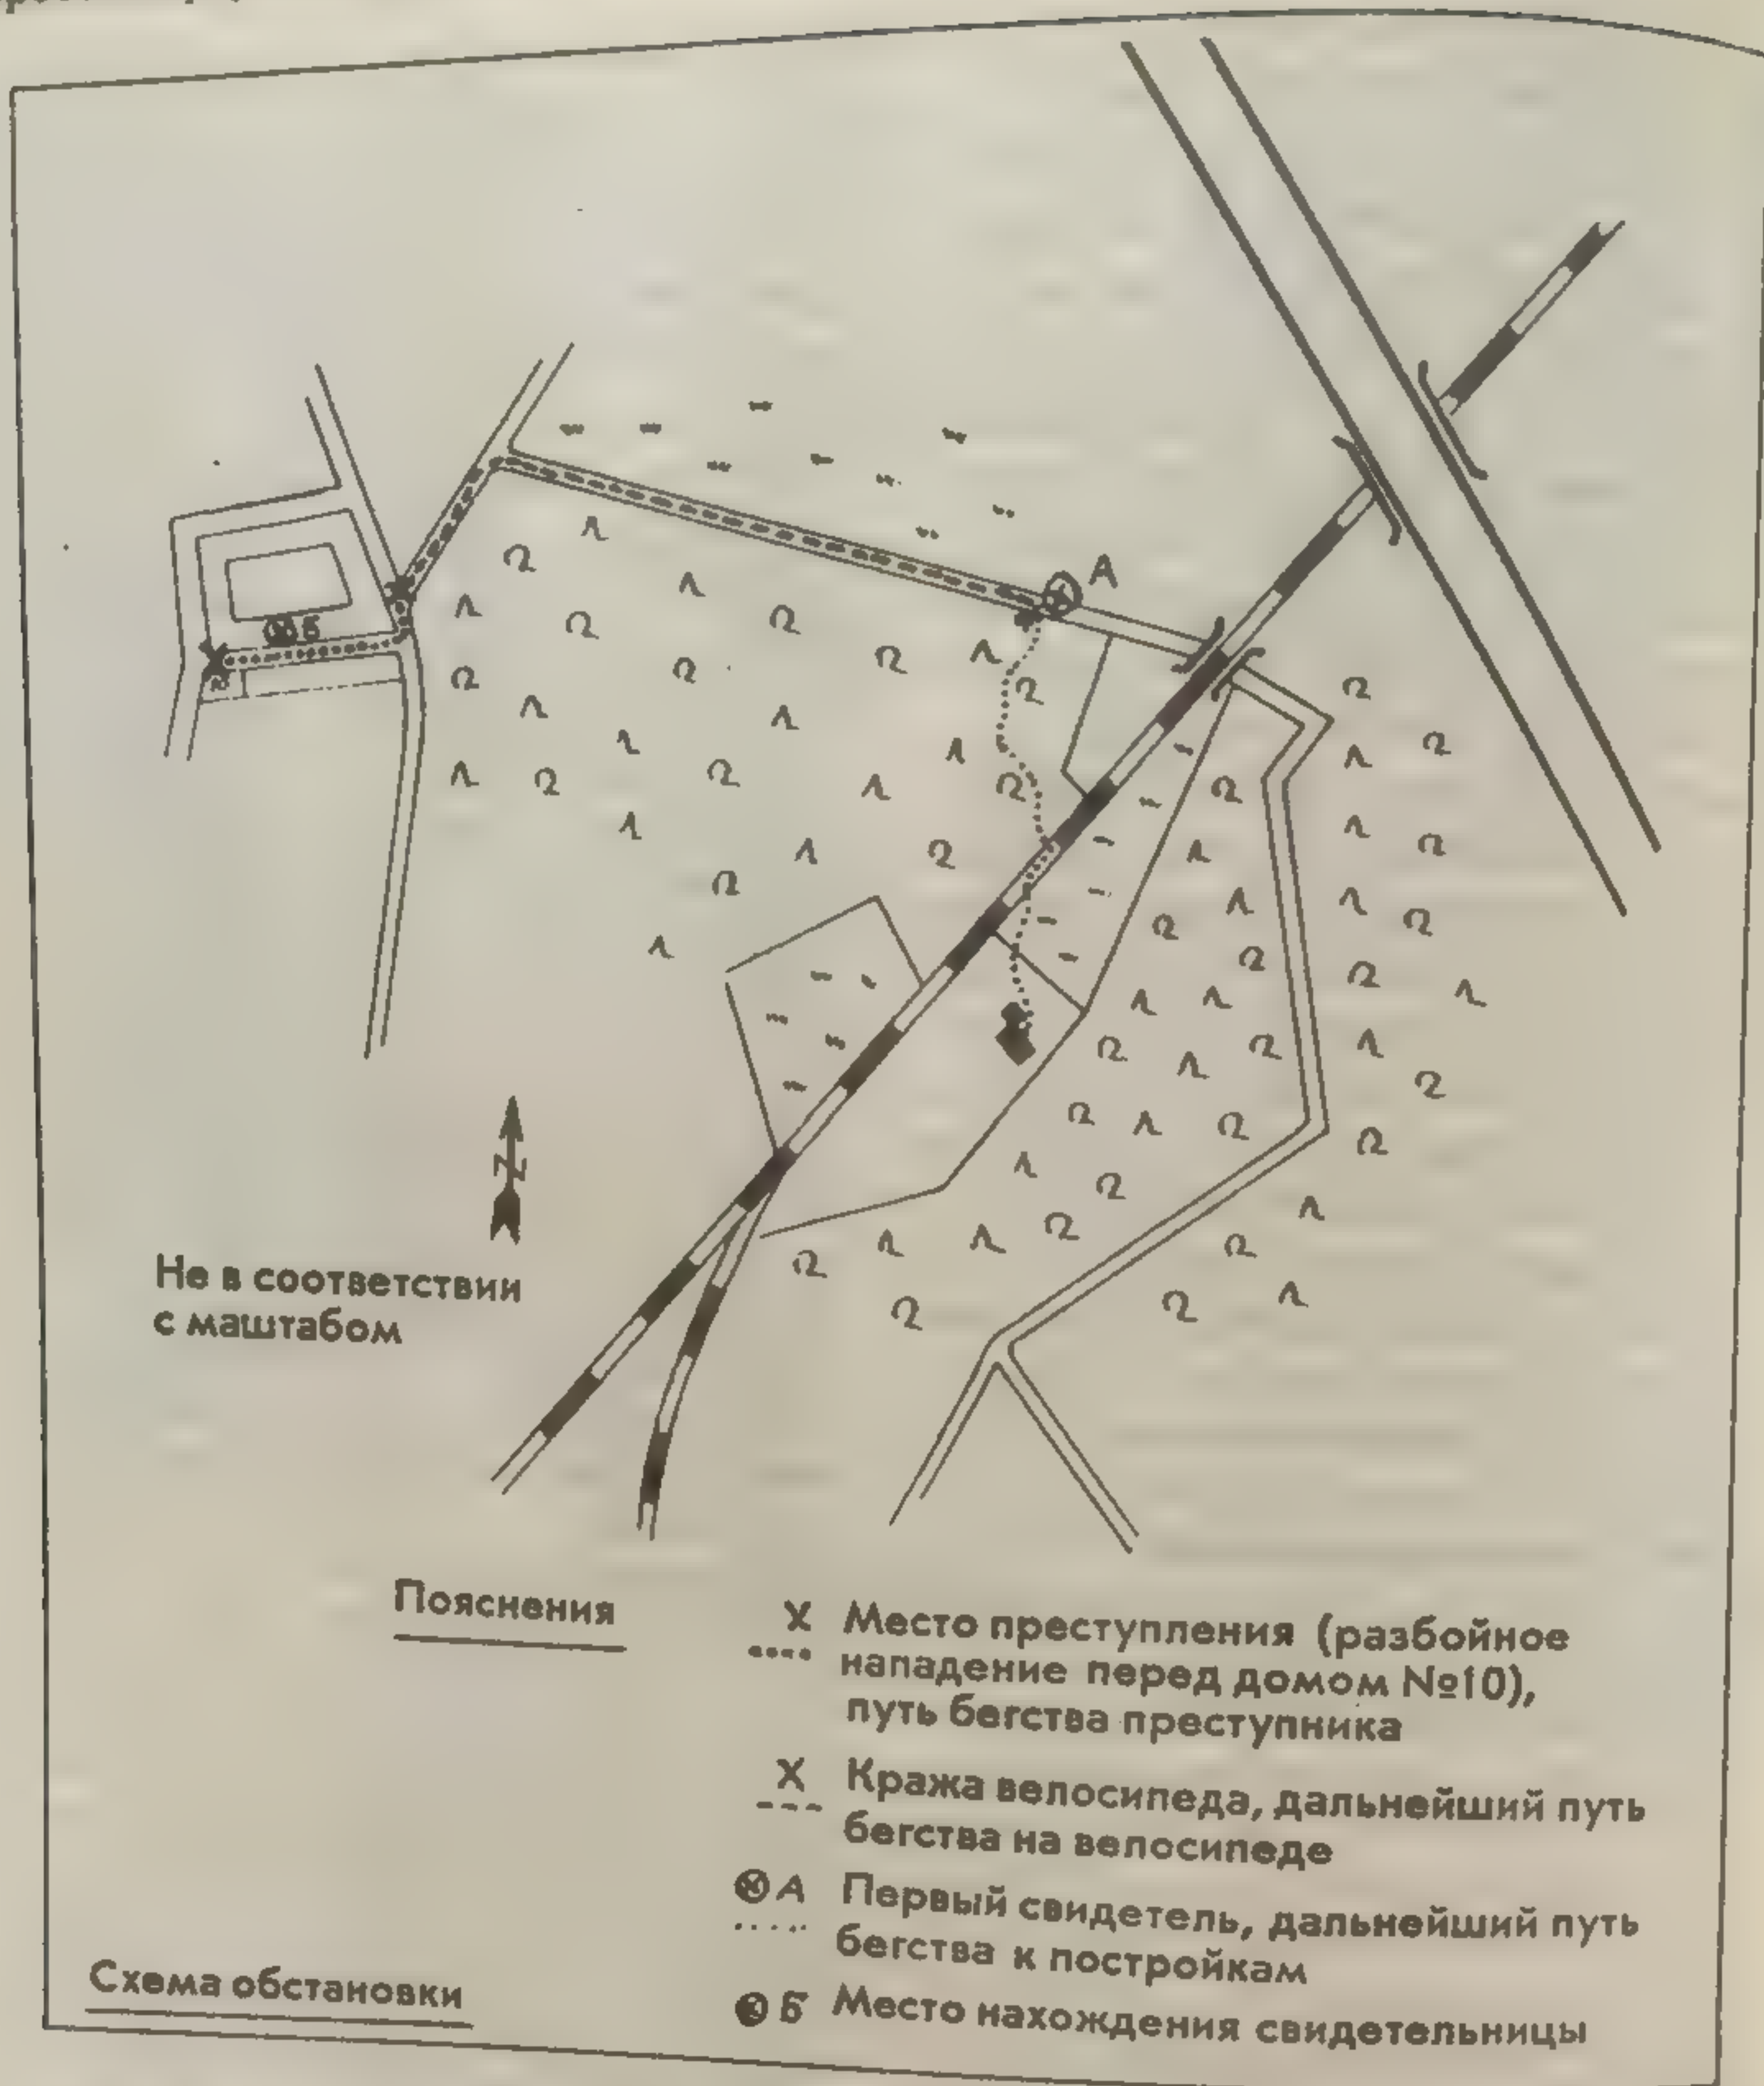 А
Б
N
Не в соответствии
с маштабом
Пояснения
X Место преступления (разбойное
нападение перед домом №10),
путь бегства преступника
X Кража велосипеда, дальнейший путь
бегства на велосипеде
А Первый свидетель, дальнейший путь
бегства к постройкам
Б Место нахождения свидетельницы
Схема обстановки